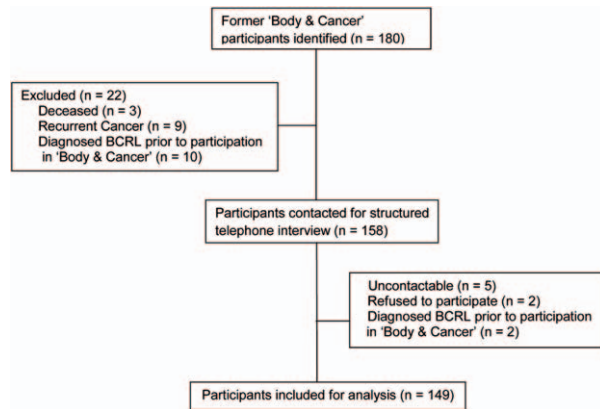 Former 'Body & Cancer'
participants identified (n = 180)
Excluded (n = 22)
Deceased (n = 3)
Recurrent Cancer (n = 9)
Diagnosed BCRL prior to participation
in 'Body & Cancer' (n = 10)
Participants contacted for structured
telephone interview (n = 158)
Uncontactable (n = 5)
Refused to participate (n = 2)
Diagnosed BCRL prior to participation
in 'Body & Cancer' (n = 2)
Participants included for analysis (n = 149)